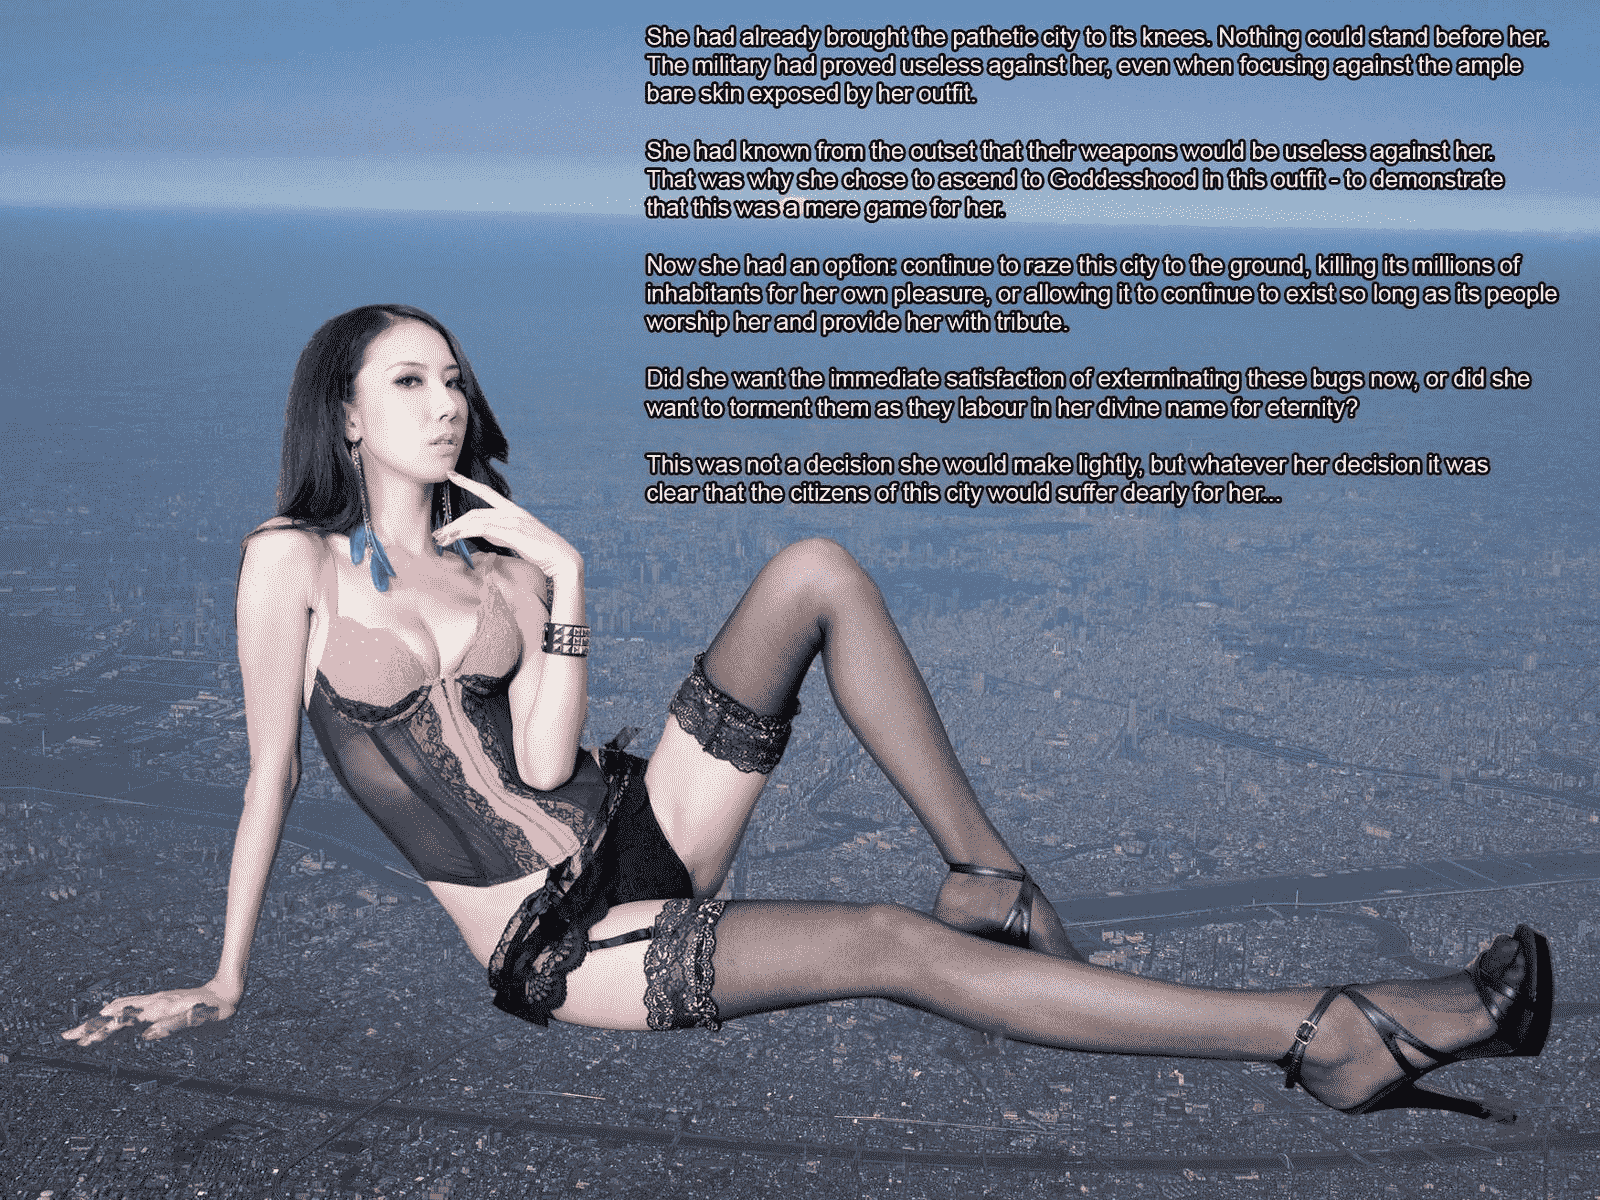 She had already brought the pathetic city to its knees. Nothing could stand before her.
The military had proved useless against her, even when focusing against the ample
bare skin exposed by her outfit.
She had known from the outset that their weapons would be useless against her.
That was why she chose to ascend to Goddesshood in this outfit - to demonstrate
that this was a mere game for her.
Now she had an option: continue to raze this city to the ground, killing its millions of
inhabitants for her own pleasure, or allowing it to continue to exist so long as its people
worship her and provide her with tribute.
Did she want the immediate satisfaction of exterminating these bugs now, or did she
want to torment them as they labour in her divine name for eternity?
This was not a decision she would make lightly, but whatever her decision it was
clear that the citizens of this city would suffer dearly for her...